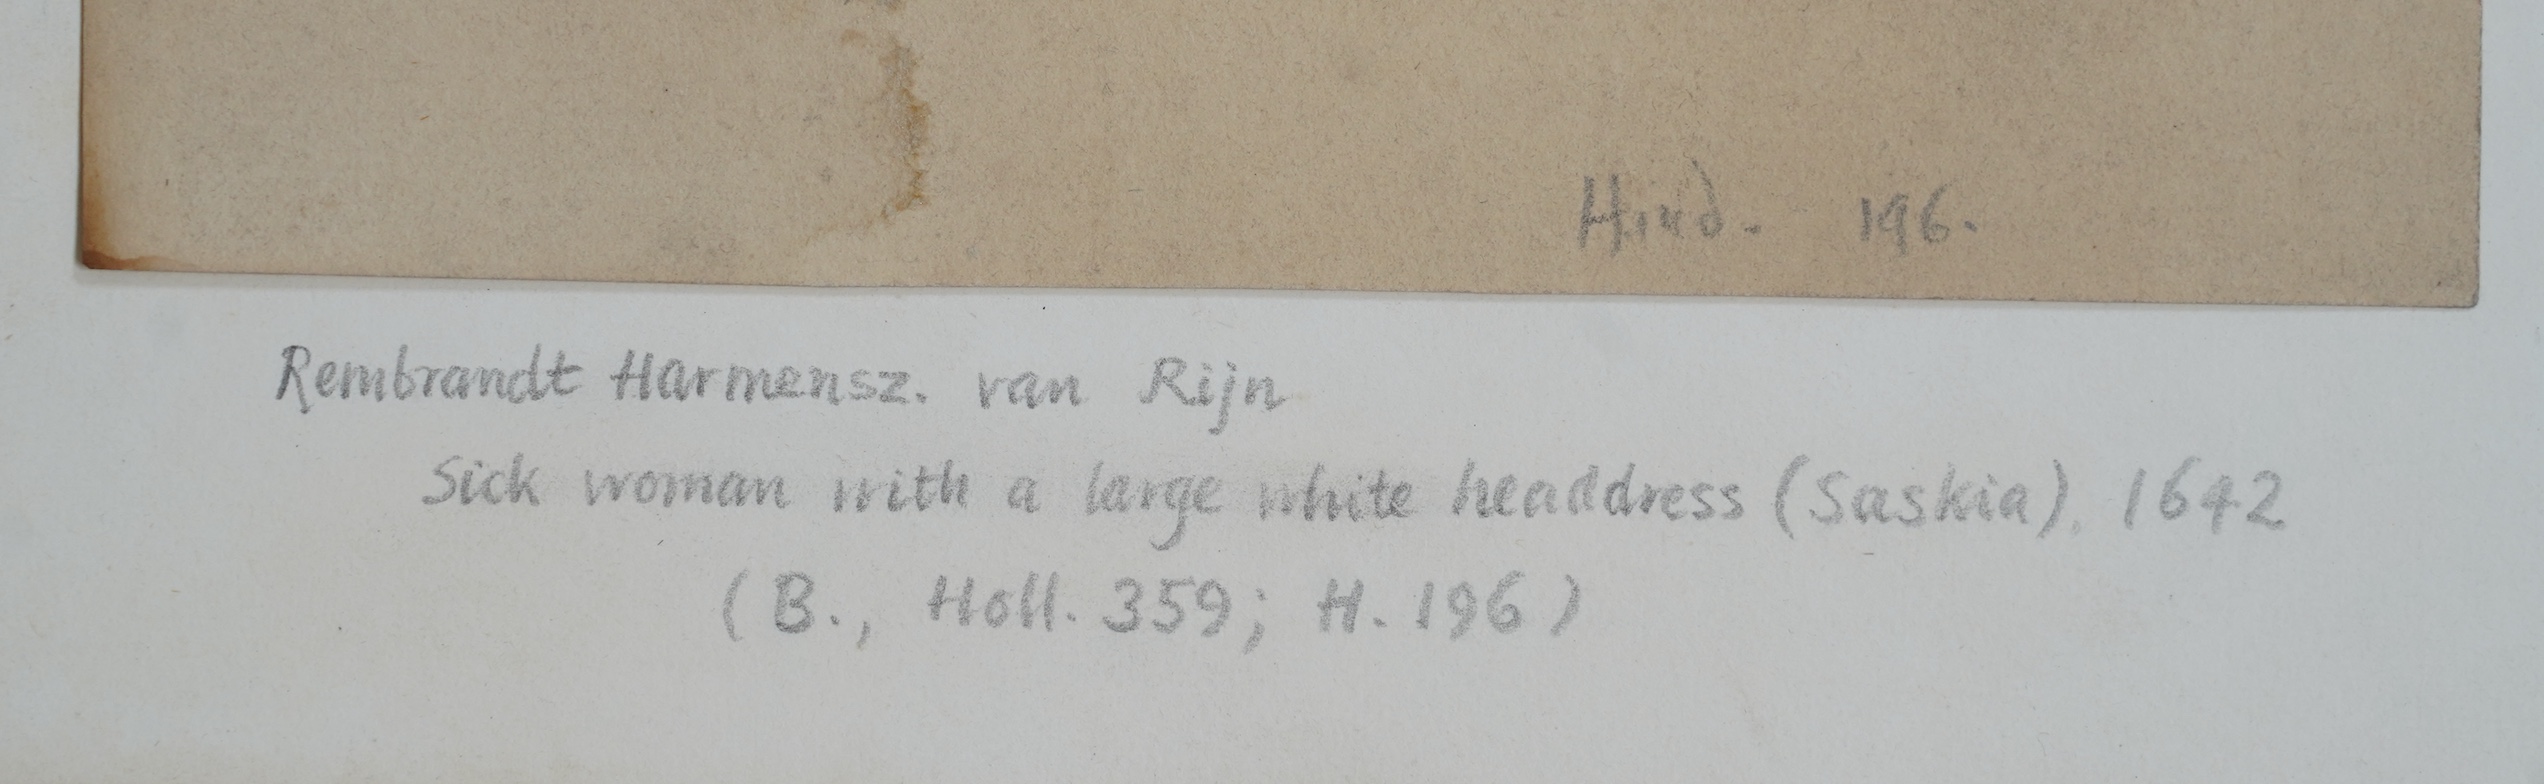 Hind. 196.
Rembrandt Harmensz. van Rijn
Sick woman with a large white headdress (Saskia). 1642
(B., Holl. 359; H. 196)